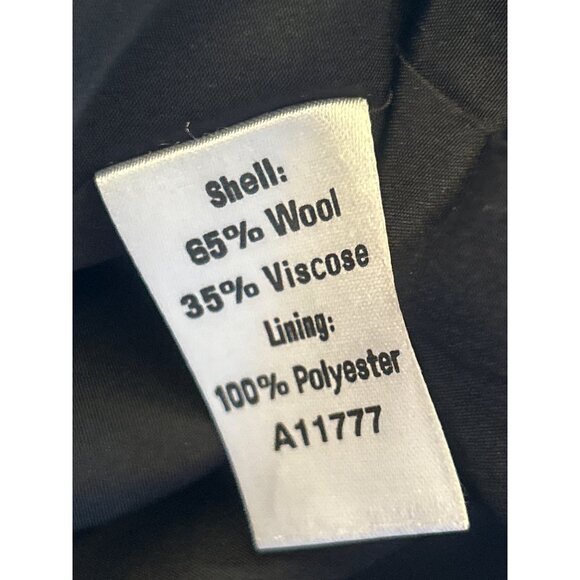 Shell:
65% Wool
35% Viscose
Lining:
100% Polyester
A11777